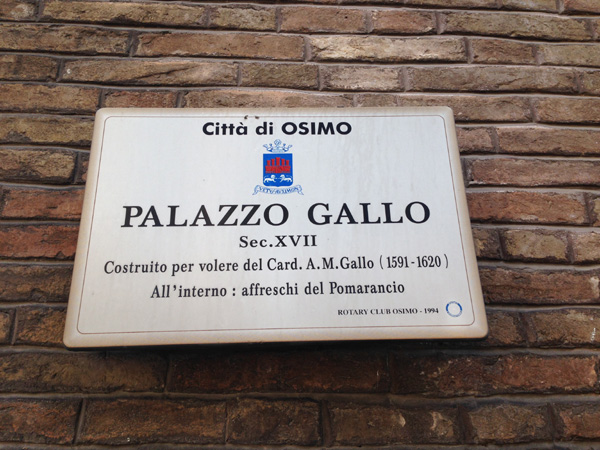 Città di OSIMO
PALAZZO GALLO
Sec.XVII
Costruito per volere del Card. A.M.Gallo ( 1591-1620 )
All'interno : affreschi del Pomarancio
ROTARY CLUB OSIMO - 1994